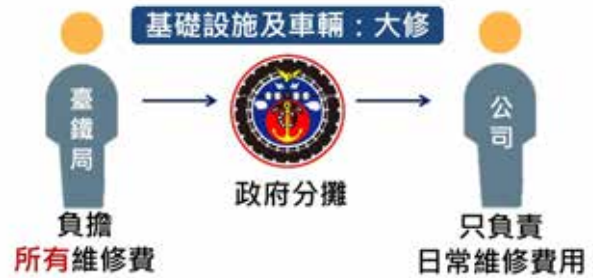 基礎設施及車輛：大修
臺鐵局
公司
政府分攤
負擔
所有維修費
只負責
日常維修費用